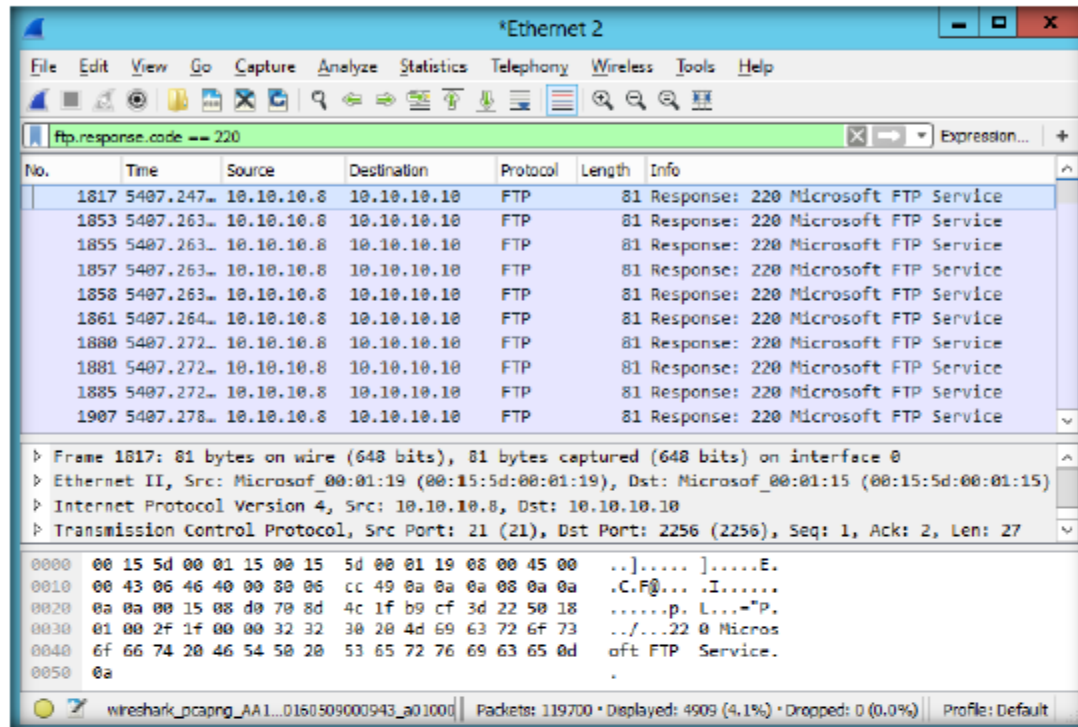 *Ethernet 2
File Edit View Go Capture Analyze Statistics Telephony Wireless Tools Help
ftp.response.code == 220 Expression... +
No. Time Source Destination Protocol Length Info
1817 5407.247… 10.10.10.8 10.10.10.10 FTP 81 Response: 220 Microsoft FTP Service
1853 5407.263… 10.10.10.8 10.10.10.10 FTP 81 Response: 220 Microsoft FTP Service
1855 5407.263… 10.10.10.8 10.10.10.10 FTP 81 Response: 220 Microsoft FTP Service
1857 5407.263… 10.10.10.8 10.10.10.10 FTP 81 Response: 220 Microsoft FTP Service
1858 5407.263… 10.10.10.8 10.10.10.10 FTP 81 Response: 220 Microsoft FTP Service
1861 5407.264… 10.10.10.8 10.10.10.10 FTP 81 Response: 220 Microsoft FTP Service
1880 5407.272… 10.10.10.8 10.10.10.10 FTP 81 Response: 220 Microsoft FTP Service
1881 5407.272… 10.10.10.8 10.10.10.10 FTP 81 Response: 220 Microsoft FTP Service
1885 5407.272… 10.10.10.8 10.10.10.10 FTP 81 Response: 220 Microsoft FTP Service
1907 5407.278… 10.10.10.8 10.10.10.10 FTP 81 Response: 220 Microsoft FTP Service
Frame 1817: 81 bytes on wire (648 bits), 81 bytes captured (648 bits) on interface 0
Ethernet II, Src: Microsof_00:01:19 (00:15:5d:00:01:19), Dst: Microsof_00:01:15 (00:15:5d:00:01:15)
Internet Protocol Version 4, Src: 10.10.10.8, Dst: 10.10.10.10
Transmission Control Protocol, Src Port: 21 (21), Dst Port: 2256 (2256), Seq: 1, Ack: 2, Len: 27
0000 00 15 5d 00 01 15 00 15 5d 00 01 19 08 00 45 00 ..]..... ].....E.
0010 00 43 06 46 40 00 80 06 cc 49 0a 0a 0a 08 0a 0a .C.F@... .I......
0020 0a 0a 00 15 08 d0 70 8d 4c 1f b9 cf 3d 22 50 18 ......p. L...="P.
0030 01 00 2f 1f 00 00 32 32 30 20 4d 69 63 72 6f 73 ../...22 0 Micros
0040 6f 66 74 20 46 54 50 20 53 65 72 76 69 63 65 0d oft FTP Service.
0050 0a .
wireshark_pcapng_AA1...0160509000943_a01000 Packets: 119700 · Displayed: 4909 (4.1%) · Dropped: 0 (0.0%) Profile: Default